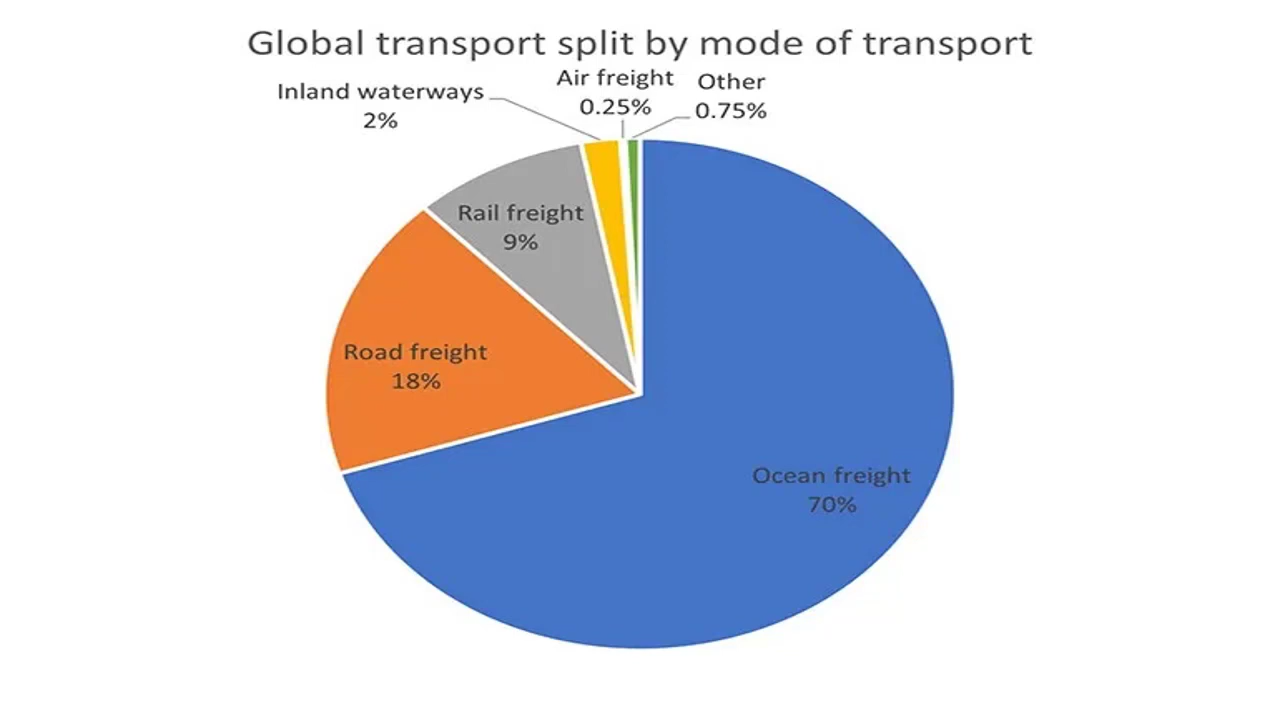 Global transport split by mode of transport
Inland waterways
2%
Air freight
0.25%
Other
0.75%
Rail freight
9%
Road freight
18%
Ocean freight
70%